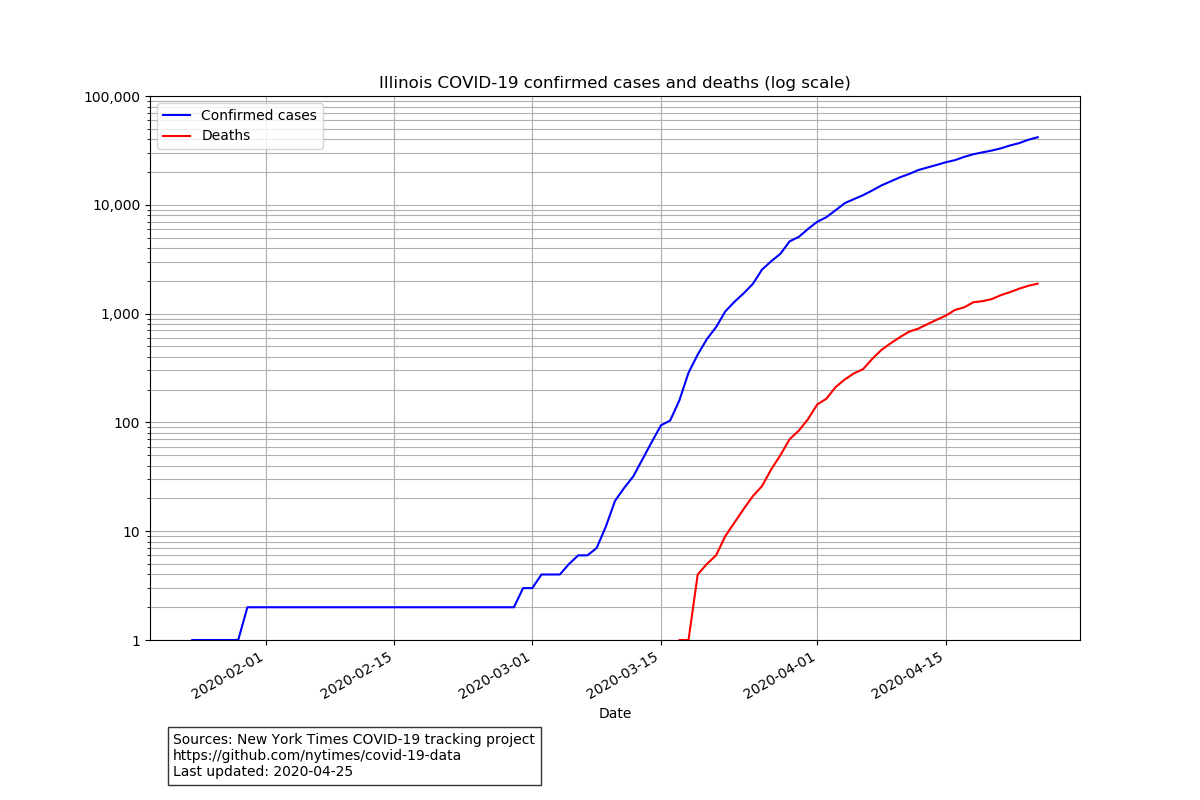 Illinois COVID-19 confirmed cases and deaths (log scale)
100,000
10,000
1,000
100
10
1
Confirmed cases
Deaths
2020-02-01
2020-02-15
2020-03-01
2020-03-15
2020-04-01
2020-04-15
Date
Sources: New York Times COVID-19 tracking project
https://github.com/nytimes/covid-19-data
Last updated: 2020-04-25